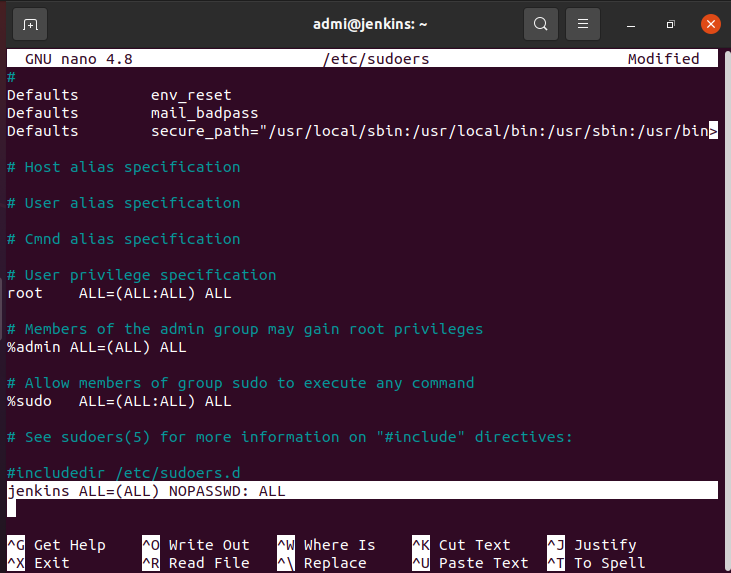 admi@jenkins: ~
GNU nano 4.8 /etc/sudoers Modified
#
Defaults env_reset
Defaults mail_badpass
Defaults secure_path="/usr/local/sbin:/usr/local/bin:/usr/sbin:/usr/bin>
# Host alias specification
# User alias specification
# Cmnd alias specification
# User privilege specification
root ALL=(ALL:ALL) ALL
# Members of the admin group may gain root privileges
%admin ALL=(ALL) ALL
# Allow members of group sudo to execute any command
%sudo ALL=(ALL:ALL) ALL
# See sudoers(5) for more information on "#include" directives:
#includedir /etc/sudoers.d
jenkins ALL=(ALL) NOPASSWD: ALL
^G Get Help ^O Write Out ^W Where Is ^K Cut Text ^J Justify
^X Exit ^R Read File ^\ Replace ^U Paste Text ^T To Spell